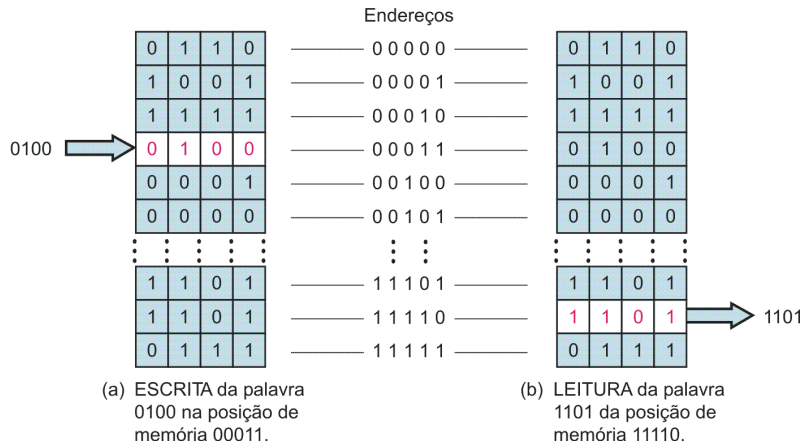 Endereços
0 1 1 0 0 0 0 0 0 0 1 1 0
1 0 0 1 0 0 0 0 1 1 0 0 1
1 1 1 1 0 0 0 1 0 1 1 1 1
0100 0 1 0 0 0 0 0 1 1 0 1 0 0
0 0 0 1 0 0 1 0 0 0 0 0 1
0 0 0 0 0 0 1 0 1 0 0 0 0
1 1 0 1 1 1 1 0 1 1 1 0 1
1 1 0 1 1 1 1 1 0 1 1 0 1 1101
0 1 1 1 1 1 1 1 1 0 1 1 1
(a) ESCRITA da palavra
0100 na posição de
memória 00011.
(b) LEITURA da palavra
1101 da posição de
memória 11110.